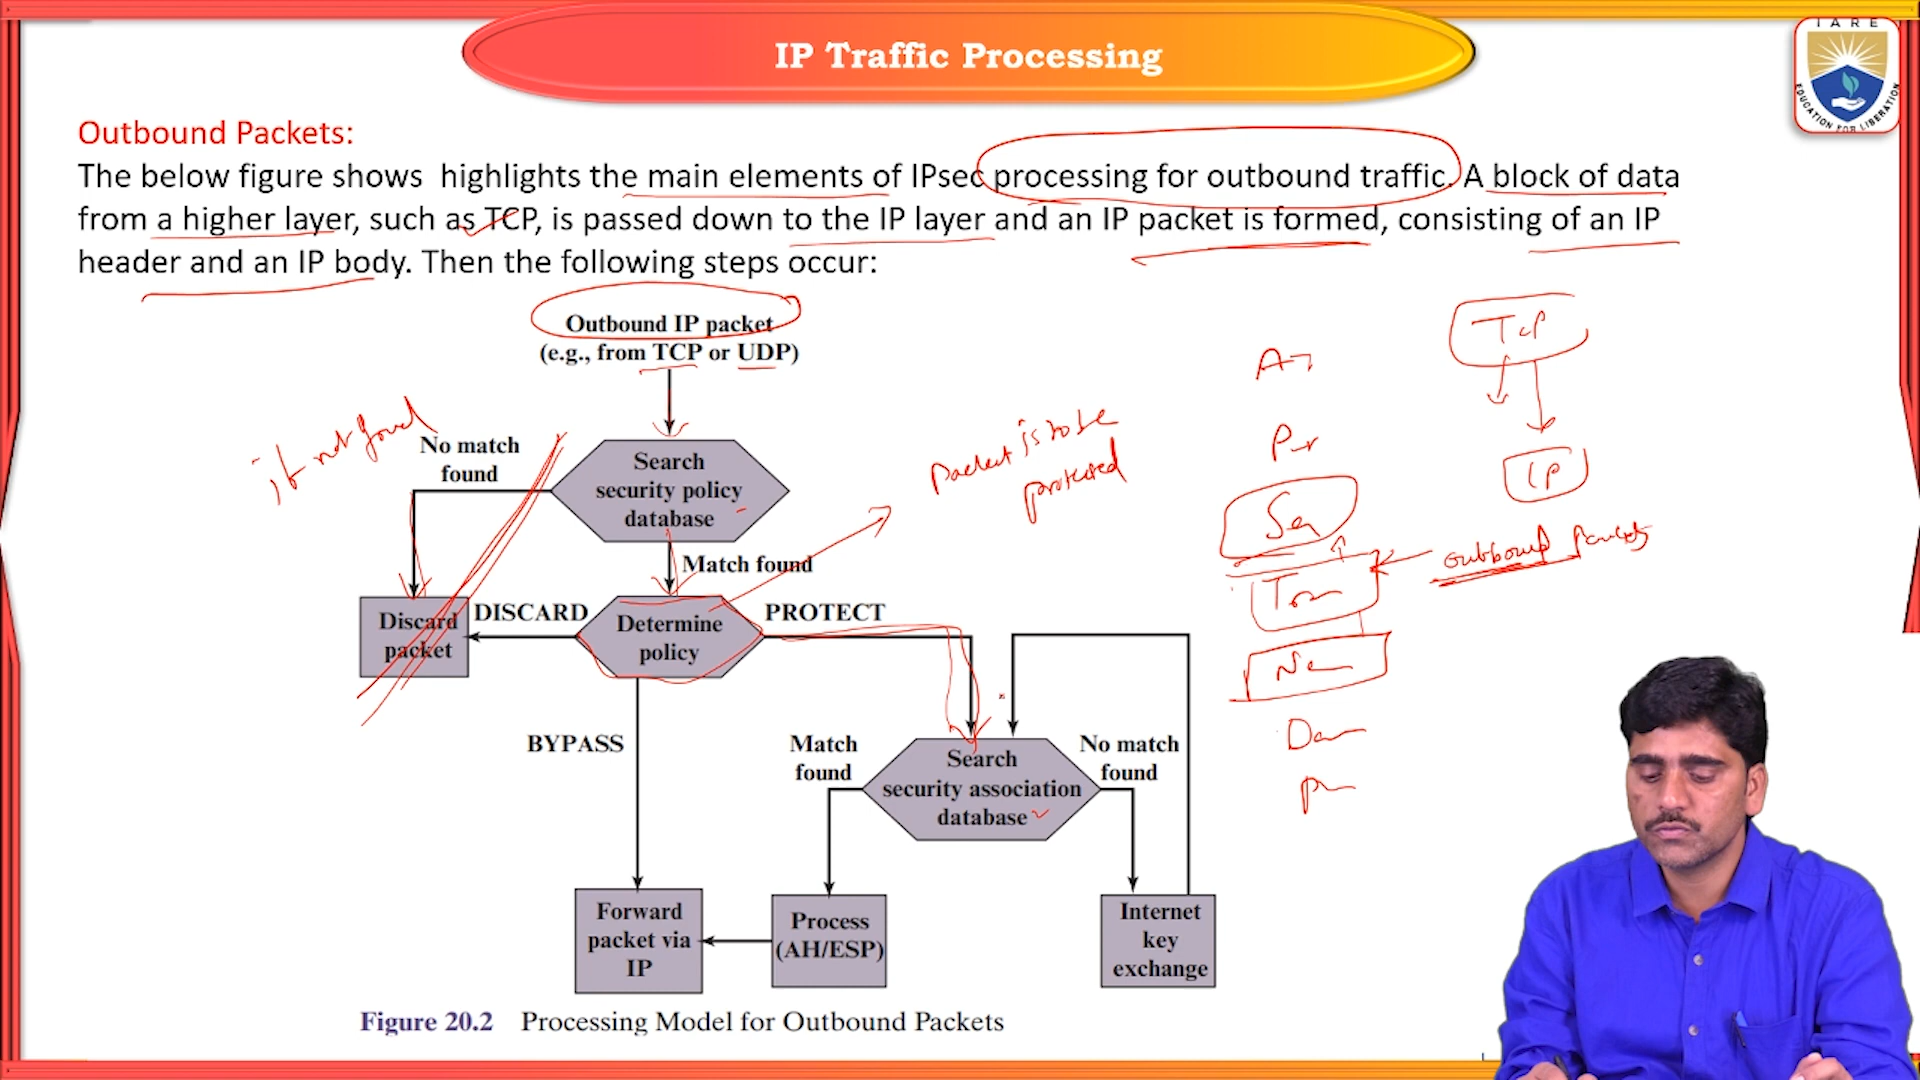 IP Traffic Processing
IARE
EDUCATION FOR LIBERATION
Outbound Packets:
The below figure shows highlights the main elements of IPsec processing for outbound traffic. A block of data
from a higher layer, such as TCP, is passed down to the IP layer and an IP packet is formed, consisting of an IP
header and an IP body. Then the following steps occur:
Outbound IP packet
(e.g., from TCP or UDP)
No match
found
Search
security policy
database
Match found
Discard
packet
DISCARD
Determine
policy
PROTECT
BYPASS
Match
found
Search
security association
database
No match
found
Forward
packet via
IP
Process
(AH/ESP)
Internet
key
exchange
Figure 20.2 Processing Model for Outbound Packets
if not found
Packet is to be
protected
TCP
IP
outbound Packets